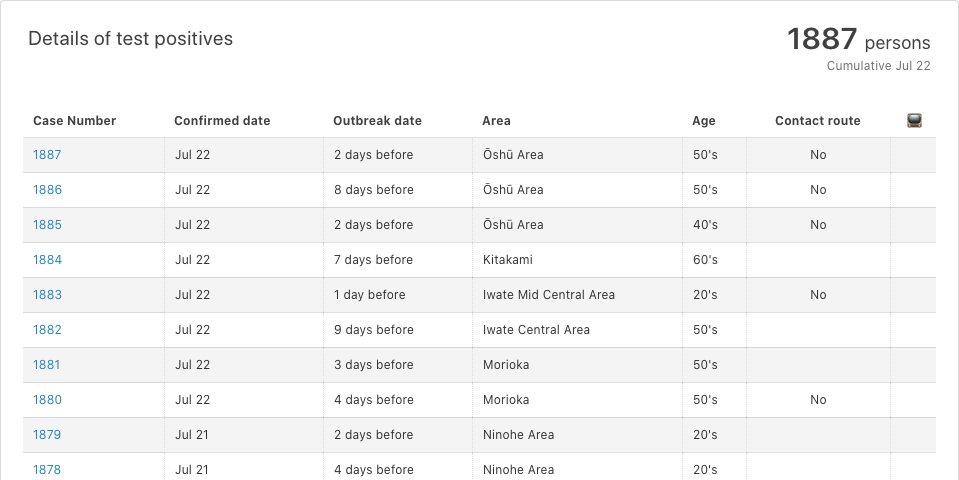 Details of test positives
1887 persons
Cumulative Jul 22
Case Number Confirmed date Outbreak date Area Age Contact route
1887 Jul 22 2 days before Ōshū Area 50's No
1886 Jul 22 8 days before Ōshū Area 50's No
1885 Jul 22 2 days before Ōshū Area 40's No
1884 Jul 22 7 days before Kitakami 60's
1883 Jul 22 1 day before Iwate Mid Central Area 20's No
1882 Jul 22 9 days before Iwate Central Area 50's
1881 Jul 22 3 days before Morioka 50's
1880 Jul 22 4 days before Morioka 50's No
1879 Jul 21 2 days before Ninohe Area 20's
1878 Jul 21 4 days before Ninohe Area 20's